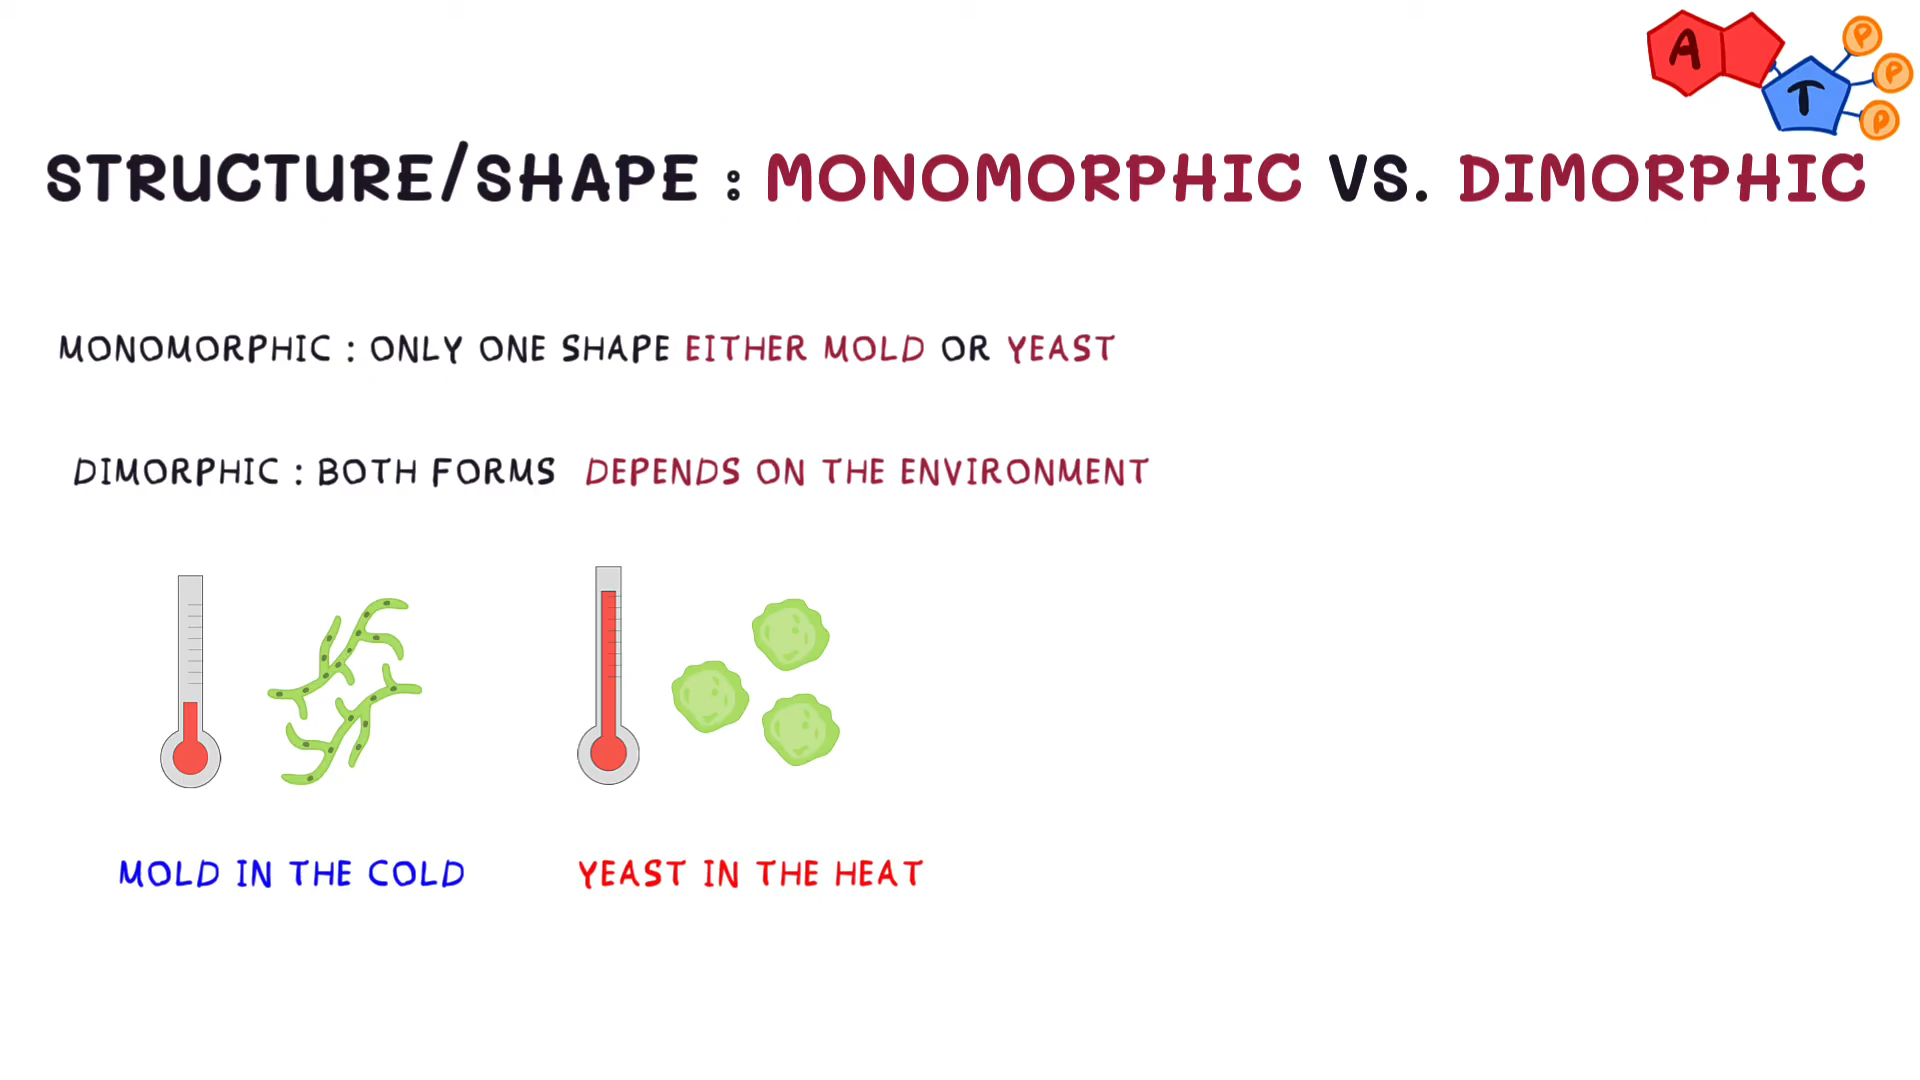 A
T
P
P
P
STRUCTURE/SHAPE : MONOMORPHIC VS. DIMORPHIC
MONOMORPHIC : ONLY ONE SHAPE EITHER MOLD OR YEAST
DIMORPHIC : BOTH FORMS DEPENDS ON THE ENVIRONMENT
MOLD IN THE COLD
YEAST IN THE HEAT